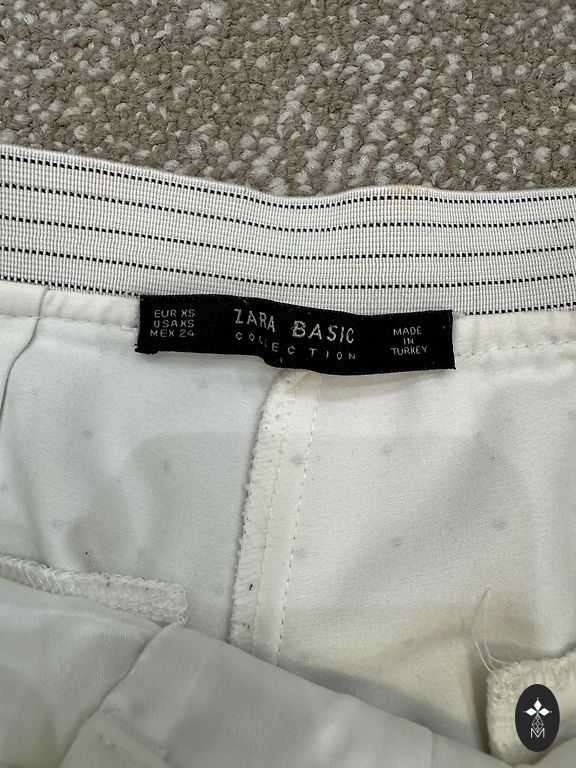 EUR XS
USA XS
MEX 24
ZARA BASIC
COLLECTION
MADE
IN
TURKEY
M